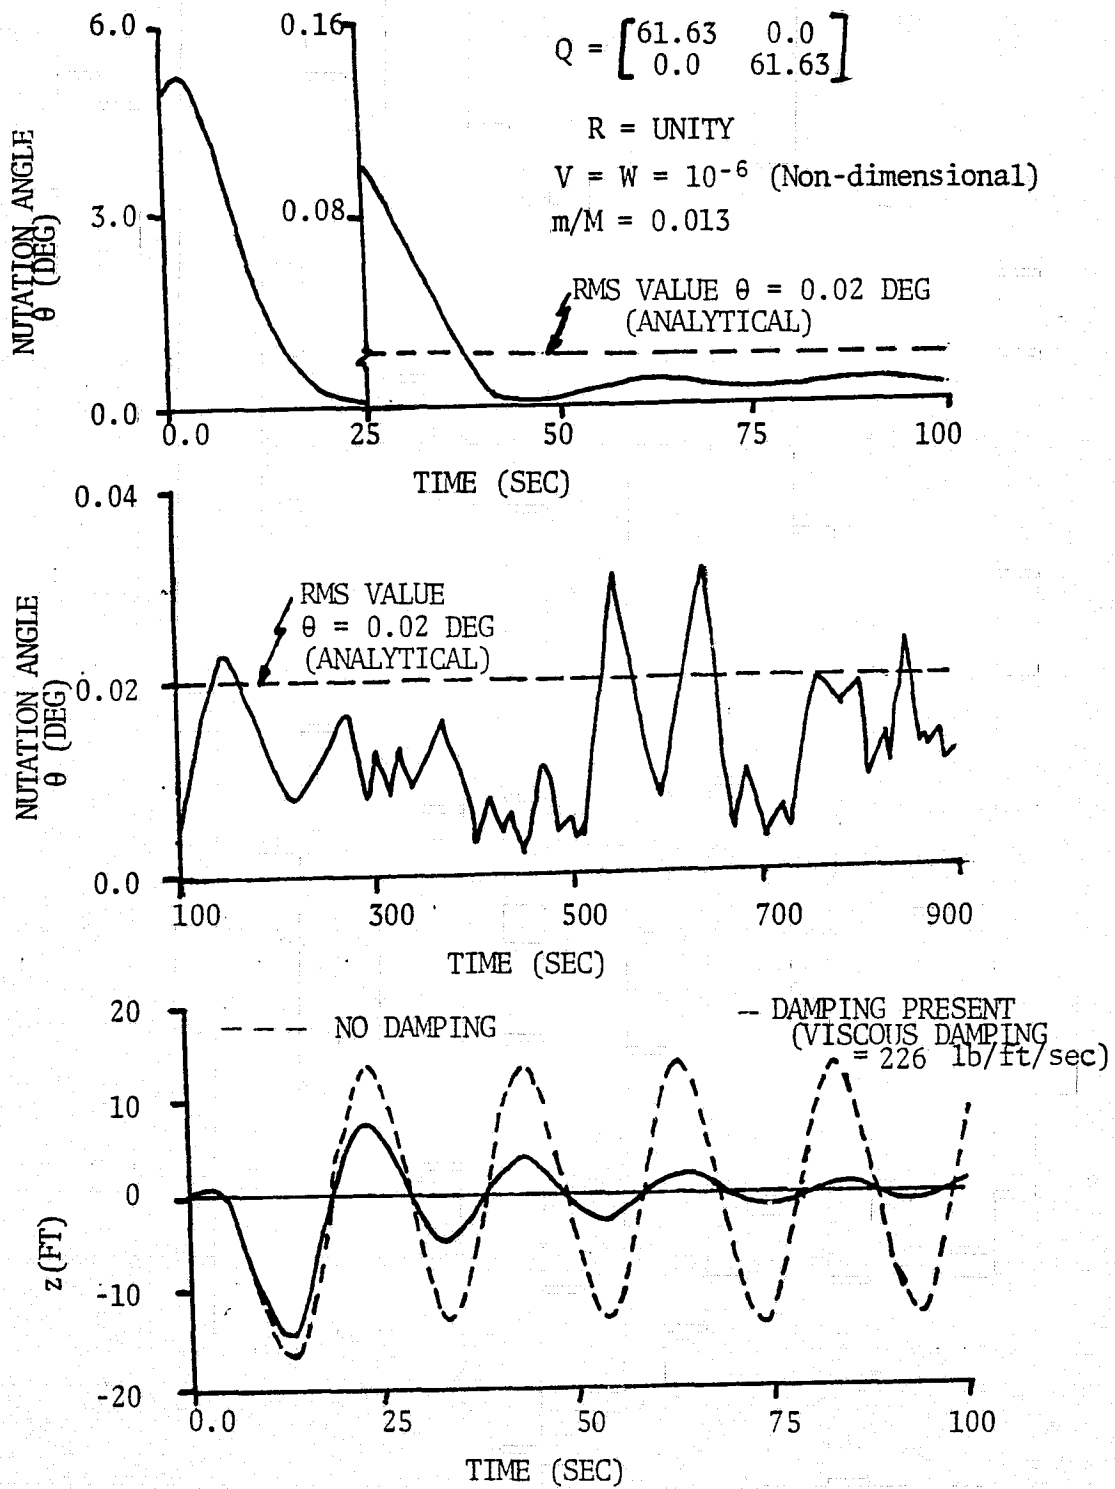 6.0
0.16
Q = [61.63 0.0
0.0 61.63]
R = UNITY
V = W = 10⁻⁶ (Non-dimensional)
m/M = 0.013
3.0
0.08
NUTATION ANGLE
θ (DEG)
RMS VALUE θ = 0.02 DEG
(ANALYTICAL)
0.0
0.0 25 50 75 100
TIME (SEC)
0.04
NUTATION ANGLE
θ (DEG)
RMS VALUE
θ = 0.02 DEG
(ANALYTICAL)
0.02
0.0
100 300 500 700 900
TIME (SEC)
20
--- NO DAMPING
– DAMPING PRESENT
(VISCOUS DAMPING
= 226 lb/ft/sec)
10
0
z(FT)
-10
-20
0.0 25 50 75 100
TIME (SEC)